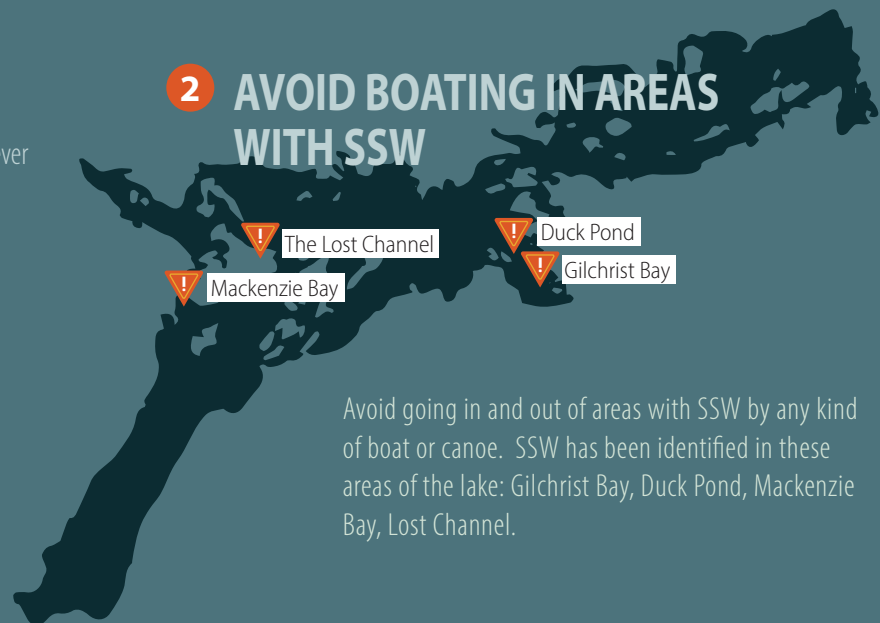 2 AVOID BOATING IN AREAS
WITH SSW
ver
! The Lost Channel
! Mackenzie Bay
! Duck Pond
! Gilchrist Bay
Avoid going in and out of areas with SSW by any kind
of boat or canoe. SSW has been identified in these
areas of the lake: Gilchrist Bay, Duck Pond, Mackenzie
Bay, Lost Channel.